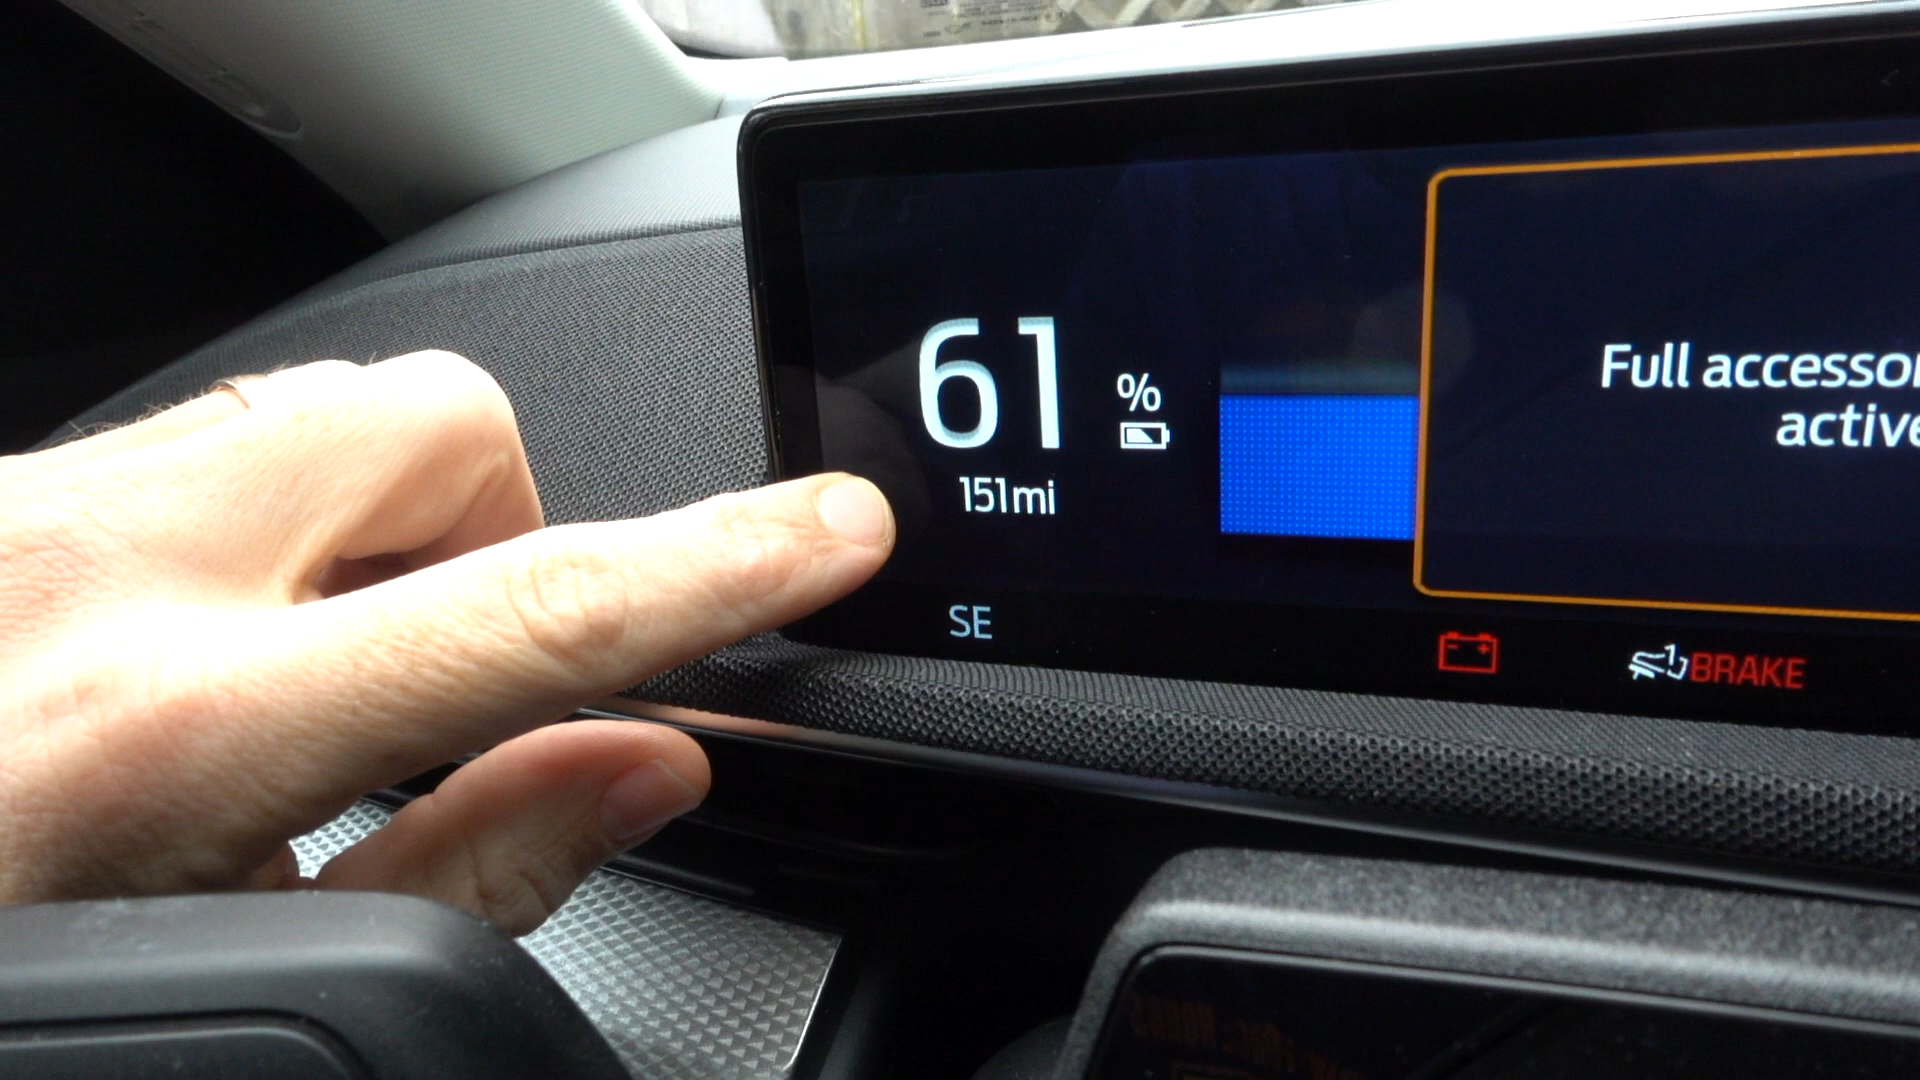 61
%
151mi
Full accessor
active
SE
BRAKE